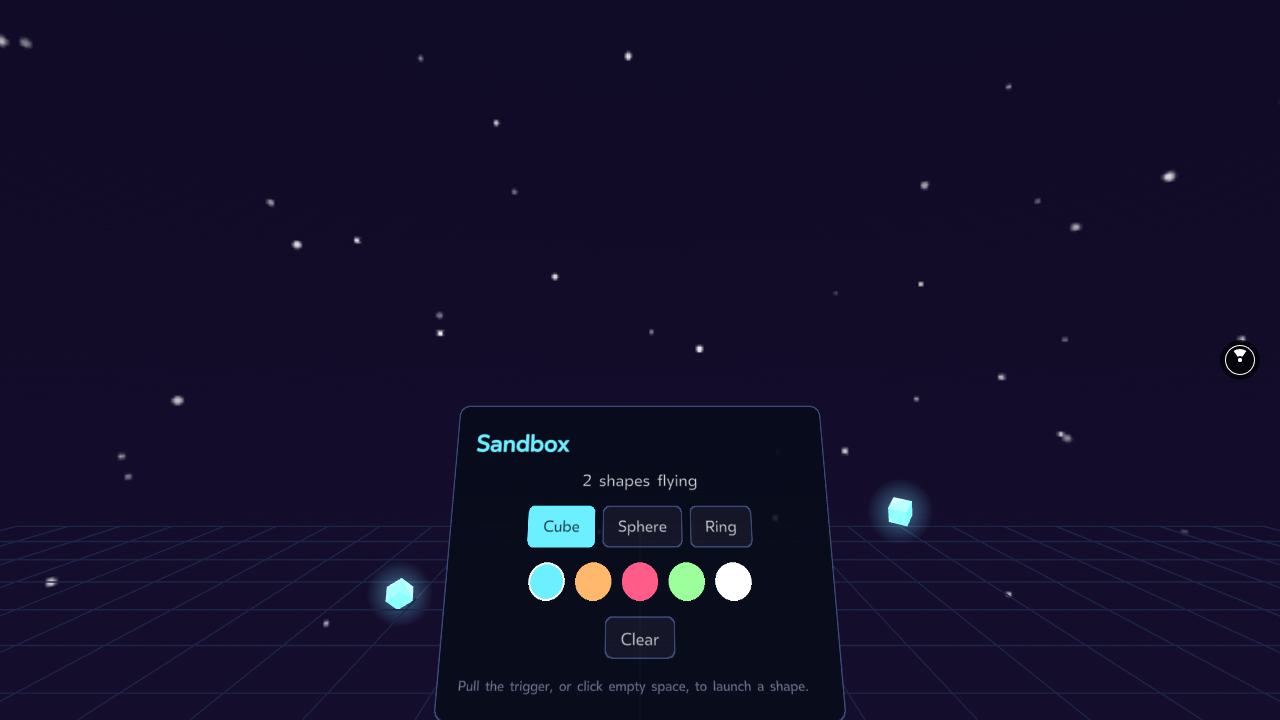 Sandbox
2 shapes flying
Cube Sphere Ring
Clear
Pull the trigger, or click empty space, to launch a shape.